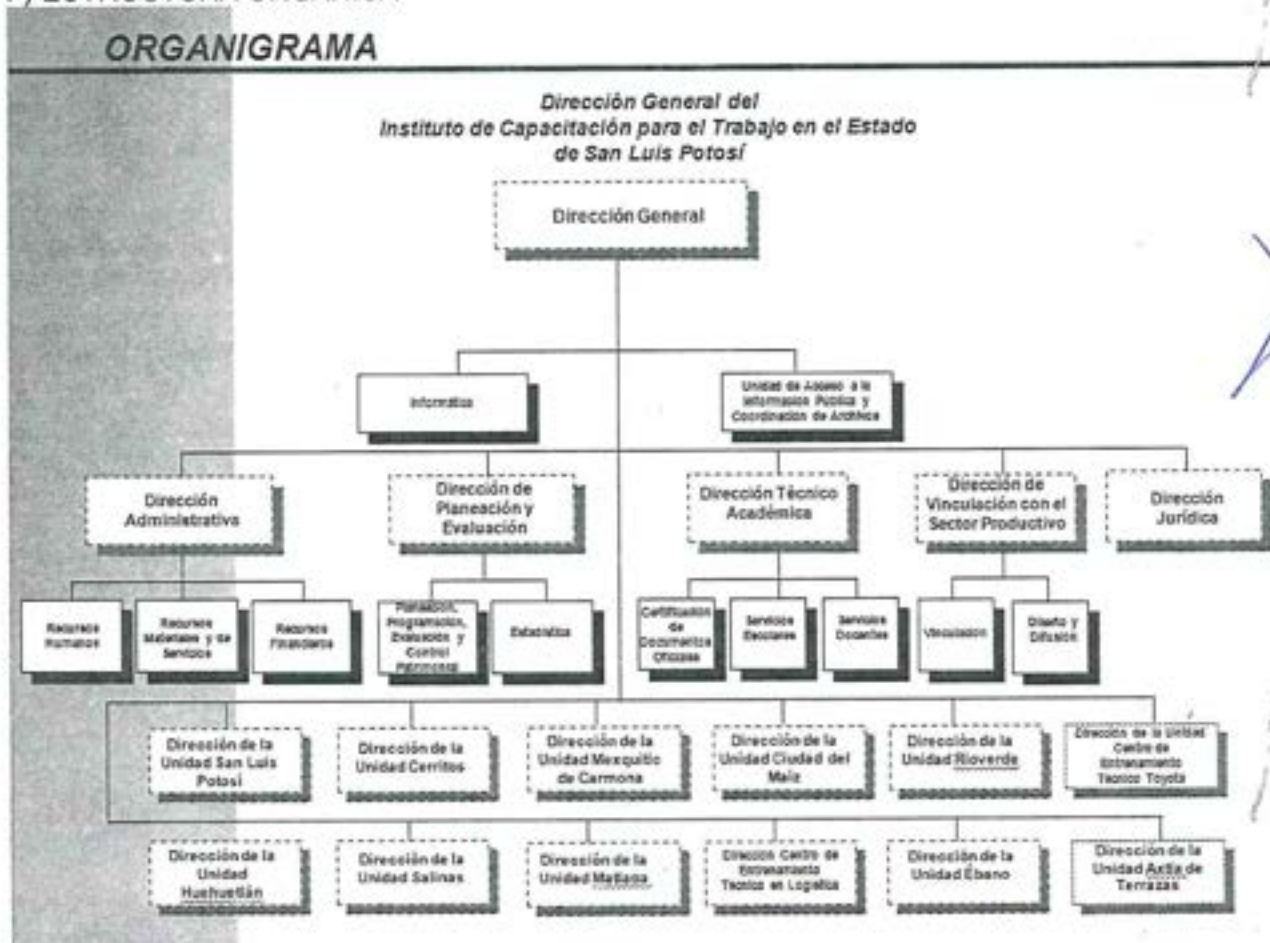 ORGANIGRAMA
Dirección General del
Instituto de Capacitación para el Trabajo en el Estado
de San Luis Potosí
Dirección General
Informática
Unidad de Acceso a la
Información Pública y
Coordinación de Archivos
Dirección
Administrativa
Dirección de
Planeación y
Evaluación
Dirección Técnico
Académica
Dirección de
Vinculación con el
Sector Productivo
Dirección
Jurídica
Recursos
Humanos
Recursos
Materiales y de
Servicios
Recursos
Financieros
Planeación,
Programación,
Evaluación y
Control
Patrimonial
Estadística
Certificación
de
Documentos
Oficiales
Servicios
Escolares
Servicios
Docentes
Vinculación
Diseño y
Difusión
Dirección de la
Unidad San Luis
Potosí
Dirección de la
Unidad Cerritos
Dirección de la
Unidad Mexquitic
de Carmona
Dirección de la
Unidad Ciudad del
Maíz
Dirección de la
Unidad Rioverde
Dirección de la Unidad
Centro de
Entrenamiento
Técnico Toyota
Dirección de la
Unidad
Huehuetlán
Dirección de la
Unidad Salinas
Dirección de la
Unidad
Dirección Centro de
Entrenamiento
Técnico en Logística
Dirección de la
Unidad Ébano
Dirección de la
Unidad de
Terrazas